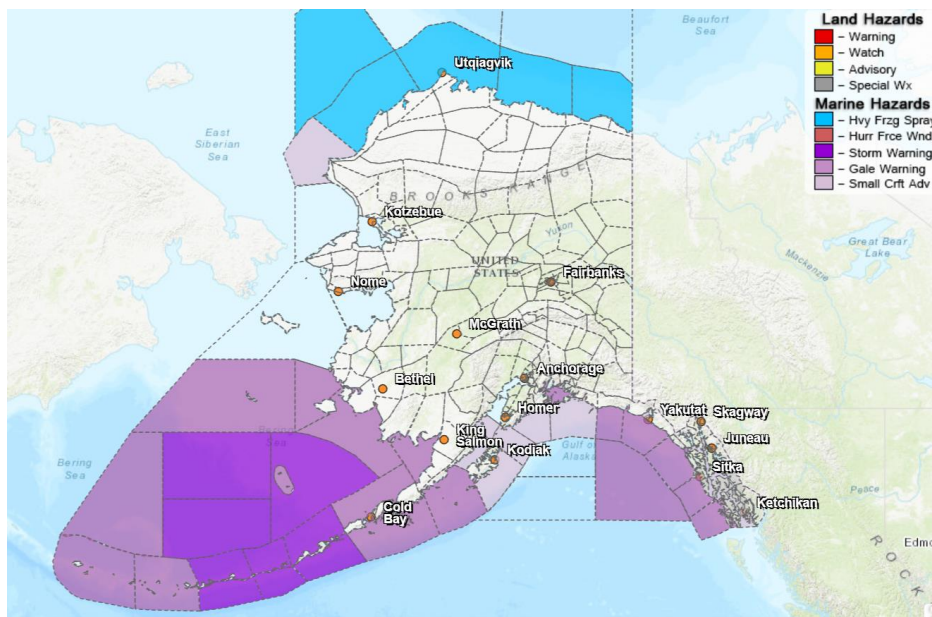 Beaufort
Sea
Land Hazards
– Warning
– Watch
– Advisory
– Special Wx
Marine Hazards
– Hvy Frzg Spray
– Hurr Frce Wnd
– Storm Warning
– Gale Warning
– Small Crft Adv
Utqiagvik
East
Siberian
Sea
BROOKS RANGE
Kotzebue
Yukon
Great Bear
Lake
Mackenzie
UNITED
STATES
Fairbanks
Nome
McGrath
Anchorage
Bethel
Homer
Yakutat
Skagway
King
Salmon
Kodiak
Gulf of
Alaska
Juneau
Sitka
Bering
Sea
Sea
Peace
Ketchikan
Cold
Bay
Edmo
ROCK